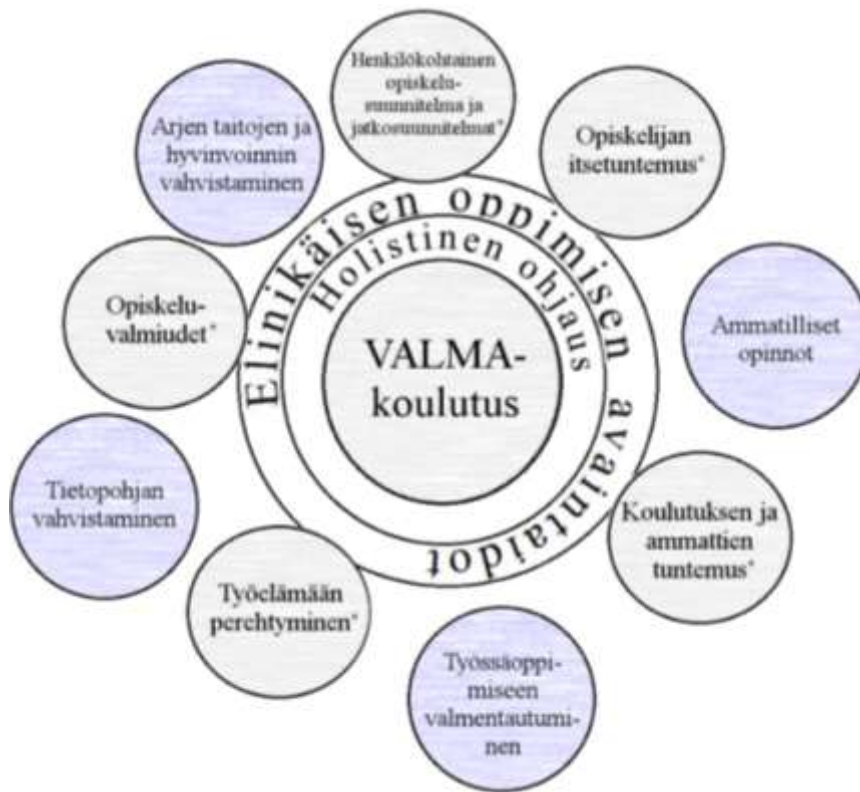 Henkilökohtainen
opiskelu-
suunnitelma ja
jatkosuunnitelmat*
Opiskelijan
itsetuntemus*
Ammatilliset
opinnot
Koulutuksen ja
ammattien
tuntemus*
Työssäoppi-
miseen
valmentautumi-
nen
Työelämään
perehtyminen*
Tietopohjan
vahvistaminen
Opiskelu-
valmiudet*
Arjen taitojen ja
hyvinvoinnin
vahvistaminen
Elinikäisen oppimisen avaintaidot
Holistinen ohjaus
VALMA-
koulutus